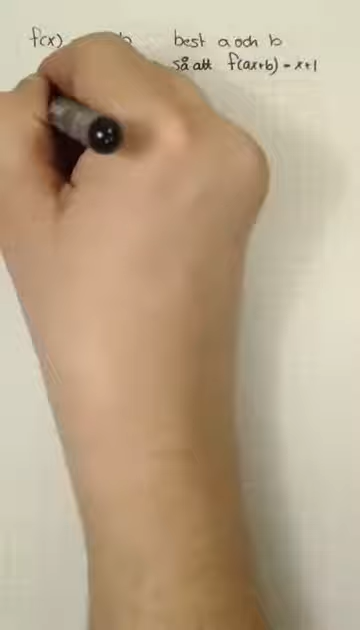 f(x) b best a och b
så att f(ax+b) = x+1